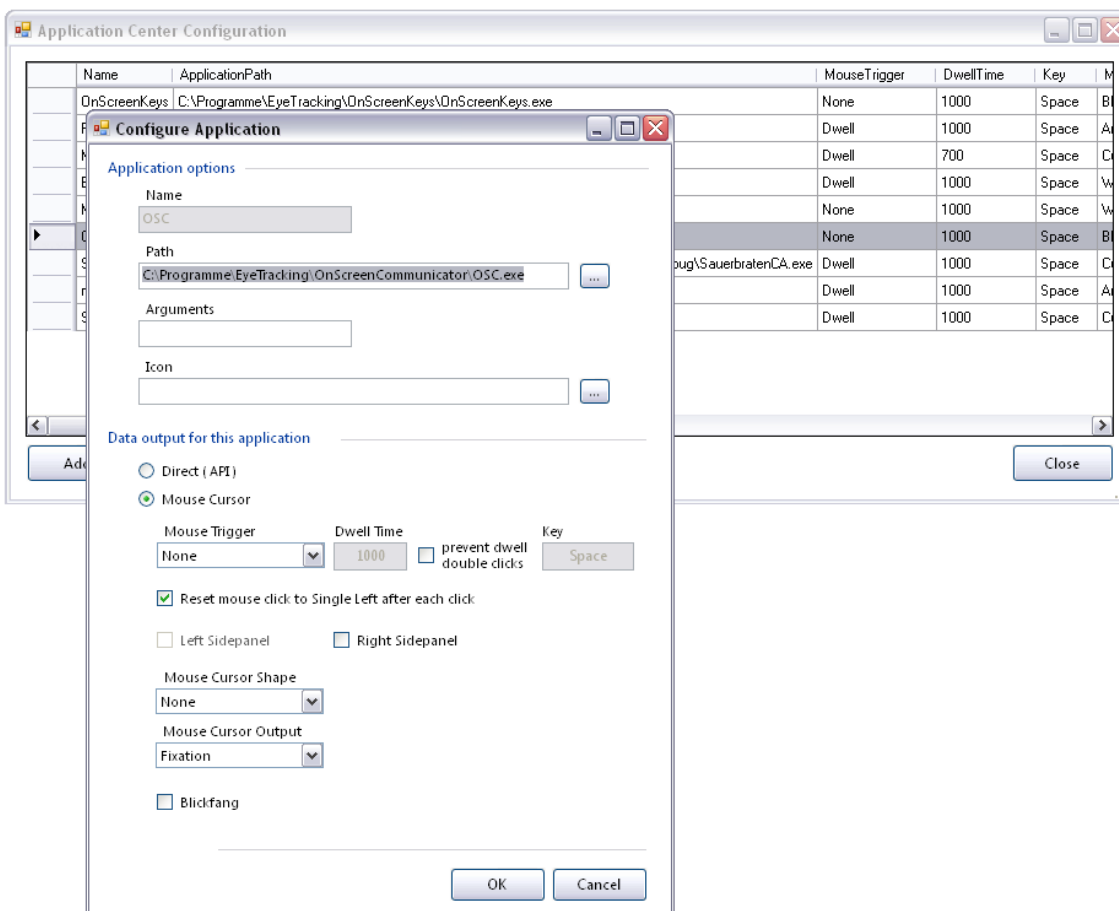 Application Center Configuration
Name ApplicationPath MouseTrigger DwellTime Key M
OnScreenKeys C:\Programme\EyeTracking\OnScreenKeys\OnScreenKeys.exe None 1000 Space Bl
Dwell 1000 Space
Dwell 700 Space
Dwell 1000 Space W
None 1000 Space W
None 1000 Space Bl
bug\SauerbratenCA.exe Dwell 1000 Space
Dwell 1000 Space
Dwell 1000 Space
Add
Close
Configure Application
Application options
Name
OSC
Path
C:\Programme\EyeTracking\OnScreenCommunicator\OSC.exe
...
Arguments
Icon
...
Data output for this application
Direct ( API )
Mouse Cursor
Mouse Trigger Dwell Time Key
None 1000 prevent dwell double clicks Space
Reset mouse click to Single Left after each click
Left Sidepanel Right Sidepanel
Mouse Cursor Shape
None
Mouse Cursor Output
Fixation
Blickfang
OK Cancel